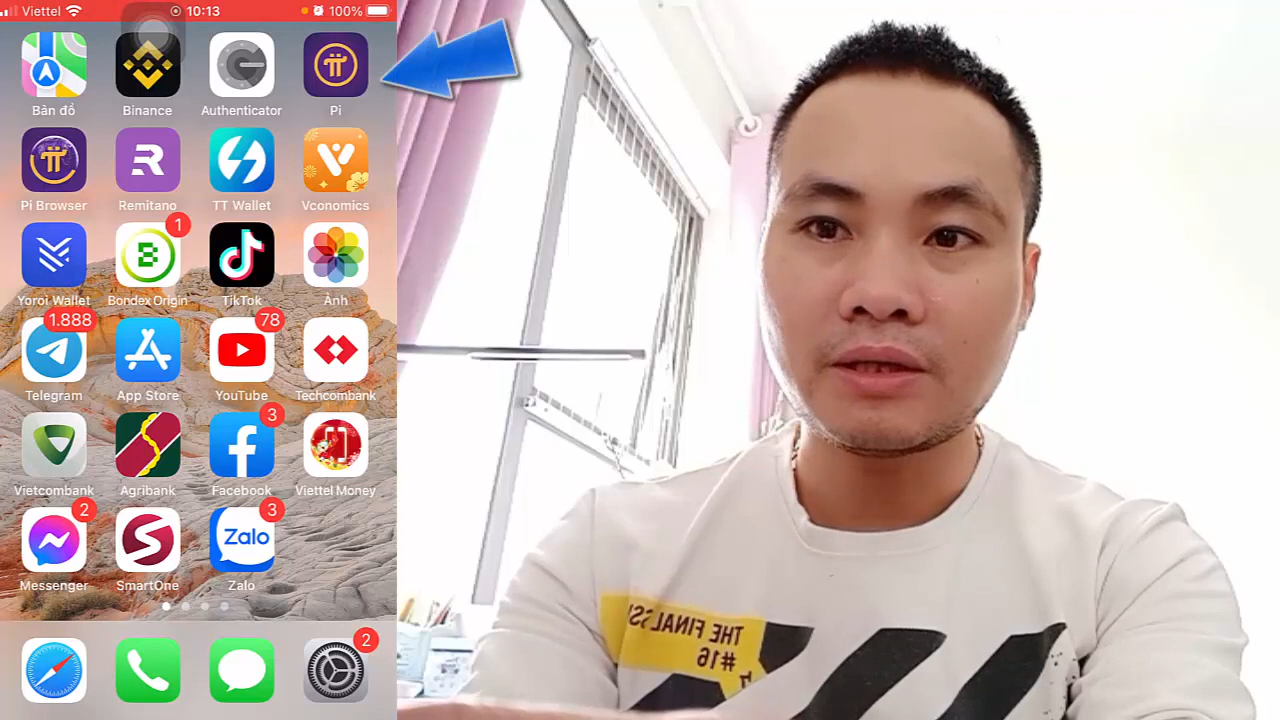 Viettel 10:13 100%
Bản đồ Binance Authenticator Pi
Pi Browser Remitano TT Wallet Vconomics
1
Yoroi Wallet Bondex Origin TikTok Ảnh
1.888 78
Telegram App Store YouTube Techcombank
3
Vietcombank Agribank Facebook Viettel Money
2 3
Zalo
Messenger SmartOne Zalo
2
THE FINAL
#16